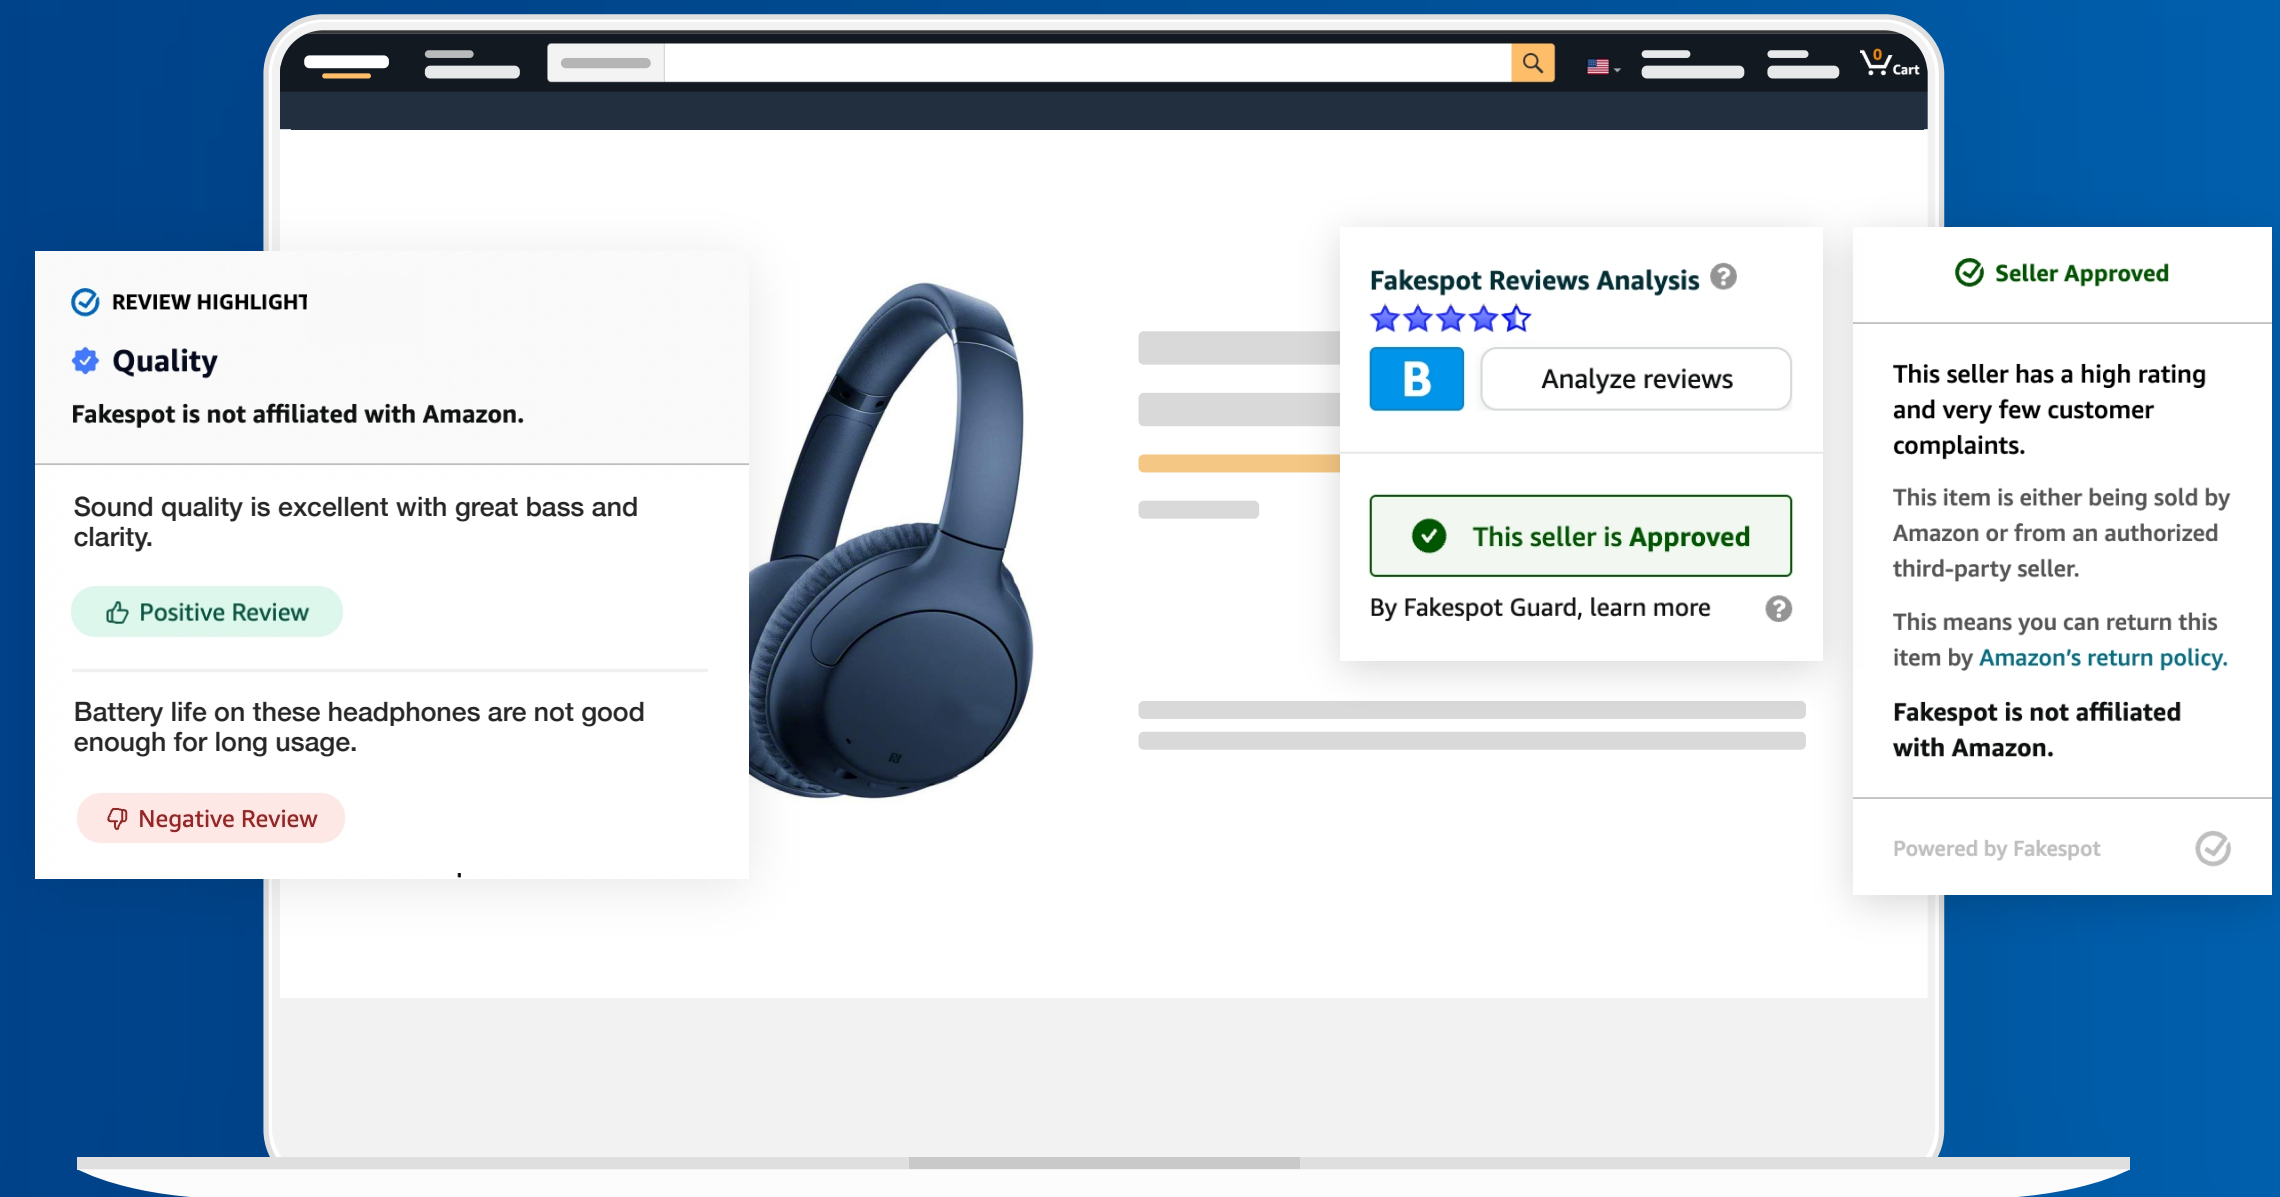 0
Cart
REVIEW HIGHLIGHT
Quality
Fakespot is not affiliated with Amazon.
Sound quality is excellent with great bass and
clarity.
Positive Review
Battery life on these headphones are not good
enough for long usage.
Negative Review
Fakespot Reviews Analysis ?
B
Analyze reviews
This seller is Approved
By Fakespot Guard, learn more ?
Seller Approved
This seller has a high rating
and very few customer
complaints.
This item is either being sold by
Amazon or from an authorized
third-party seller.
This means you can return this
item by Amazon’s return policy.
Fakespot is not affiliated
with Amazon.
Powered by Fakespot